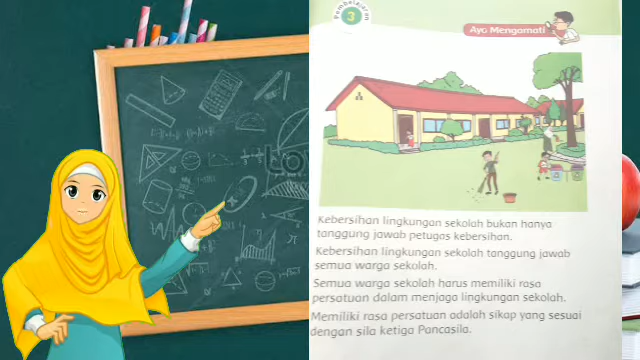 Pembelajaran
3
Ayo Mengamati
Kebersihan lingkungan sekolah bukan hanya
tanggung jawab petugas kebersihan.
Kebersihan lingkungan sekolah tanggung jawab
semua warga sekolah.
Semua warga sekolah harus memiliki rasa
persatuan dalam menjaga lingkungan sekolah.
Memiliki rasa persatuan adalah sikap yang sesuai
dengan sila ketiga Pancasila.